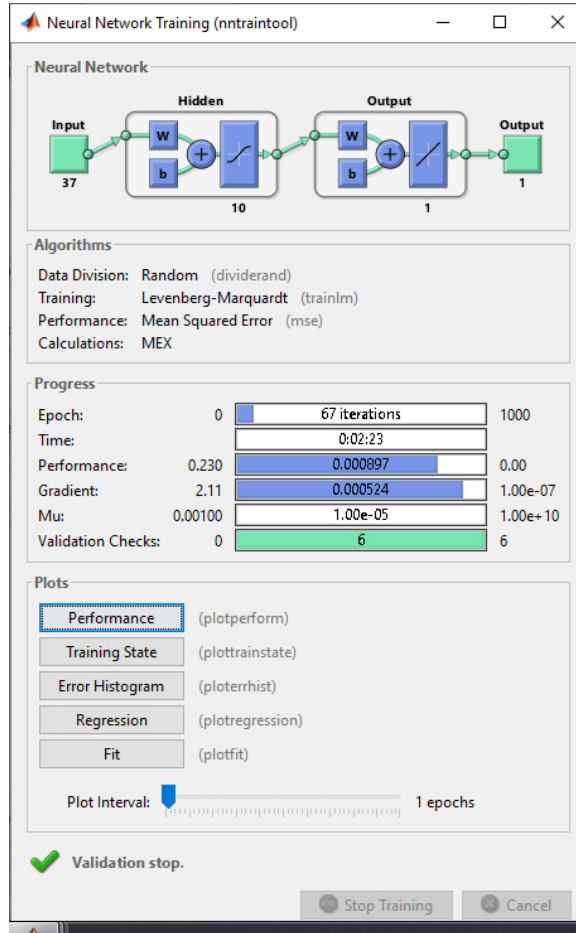 Neural Network Training (nntraintool)
Neural Network
Hidden
Output
Input
W
b
+
W
b
+
Output
37
10
1
1
Algorithms
Data Division: Random (dividerand)
Training: Levenberg-Marquardt (trainlm)
Performance: Mean Squared Error (mse)
Calculations: MEX
Progress
Epoch: 0 67 iterations 1000
Time: 0:02:23
Performance: 0.230 0.000897 0.00
Gradient: 2.11 0.000524 1.00e-07
Mu: 0.00100 1.00e-05 1.00e+10
Validation Checks: 0 6 6
Plots
Performance (plotperform)
Training State (plottrainstate)
Error Histogram (ploterrhist)
Regression (plotregression)
Fit (plotfit)
Plot Interval: 1 epochs
Validation stop.
Stop Training Cancel